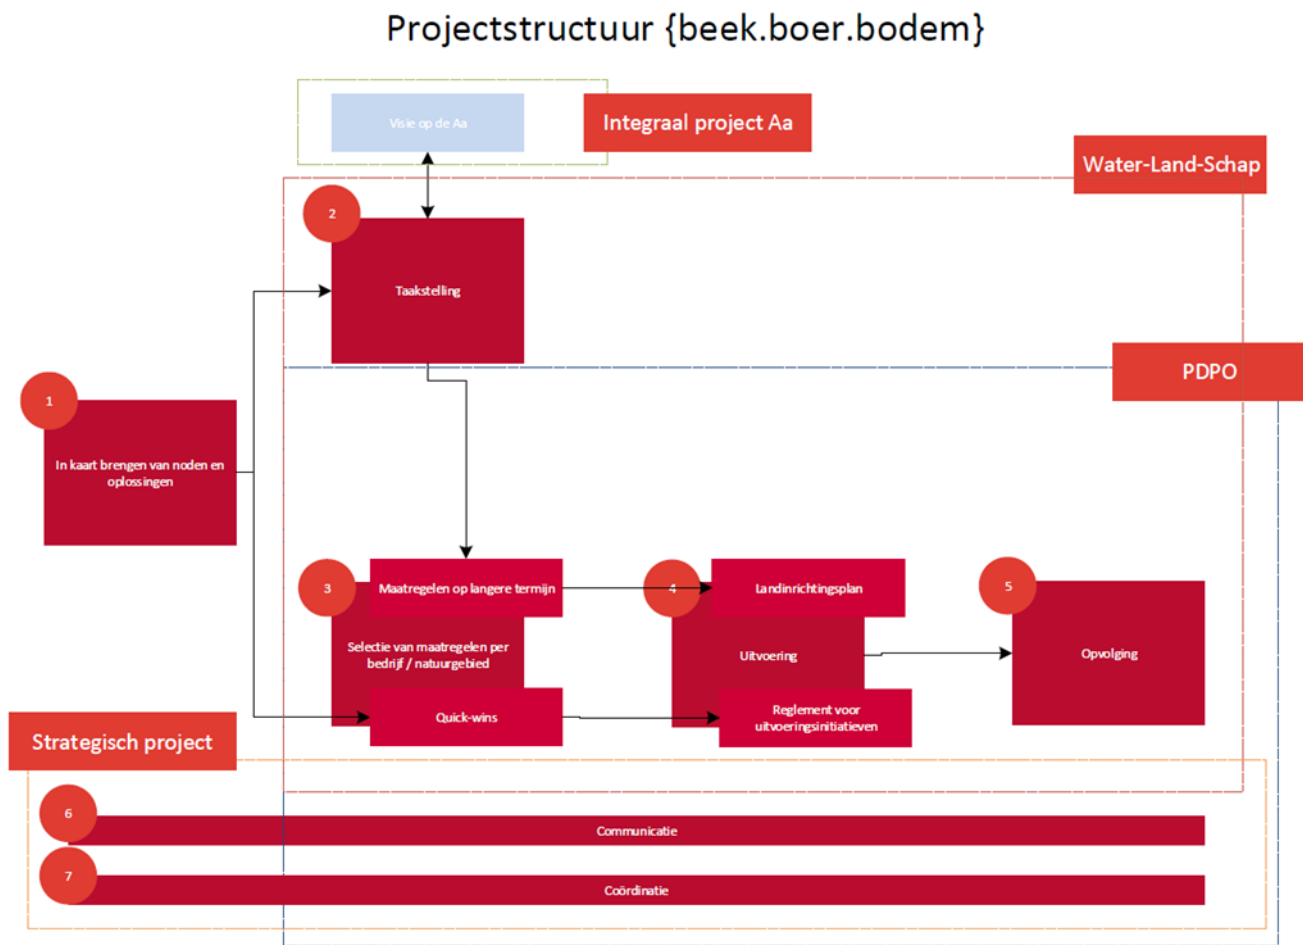 Projectstructuur {beek.boer.bodem}
Visie op de Aa
Integraal project Aa
Water-Land-Schap
2
Taakstelling
PDPO
1
In kaart brengen van noden en
oplossingen
3
Maatregelen op langere termijn
4
Landinrichtingsplan
5
Selectie van maatregelen per
bedrijf / natuurgebied
Uitvoering
Opvolging
Quick-wins
Reglement voor
uitvoeringsinitiatieven
Strategisch project
6
Communicatie
7
Coördinatie